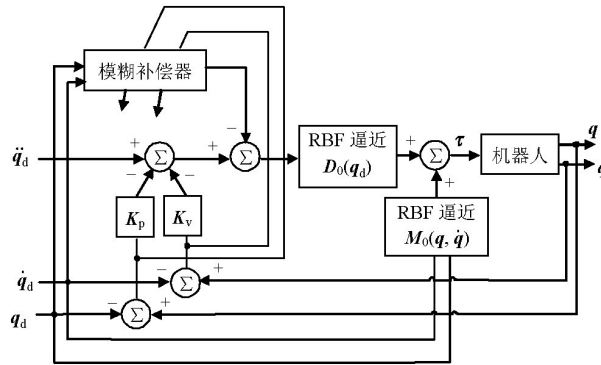 模糊补偿器
−
q̈d
+
Σ
+
Σ
−
−
RBF 逼近
D0(qd)
+
Σ
τ
机器人
q
+
Kp
Kv
RBF 逼近
M0(q, q̇)
q̇d
−
Σ
+
qd
−
Σ
+